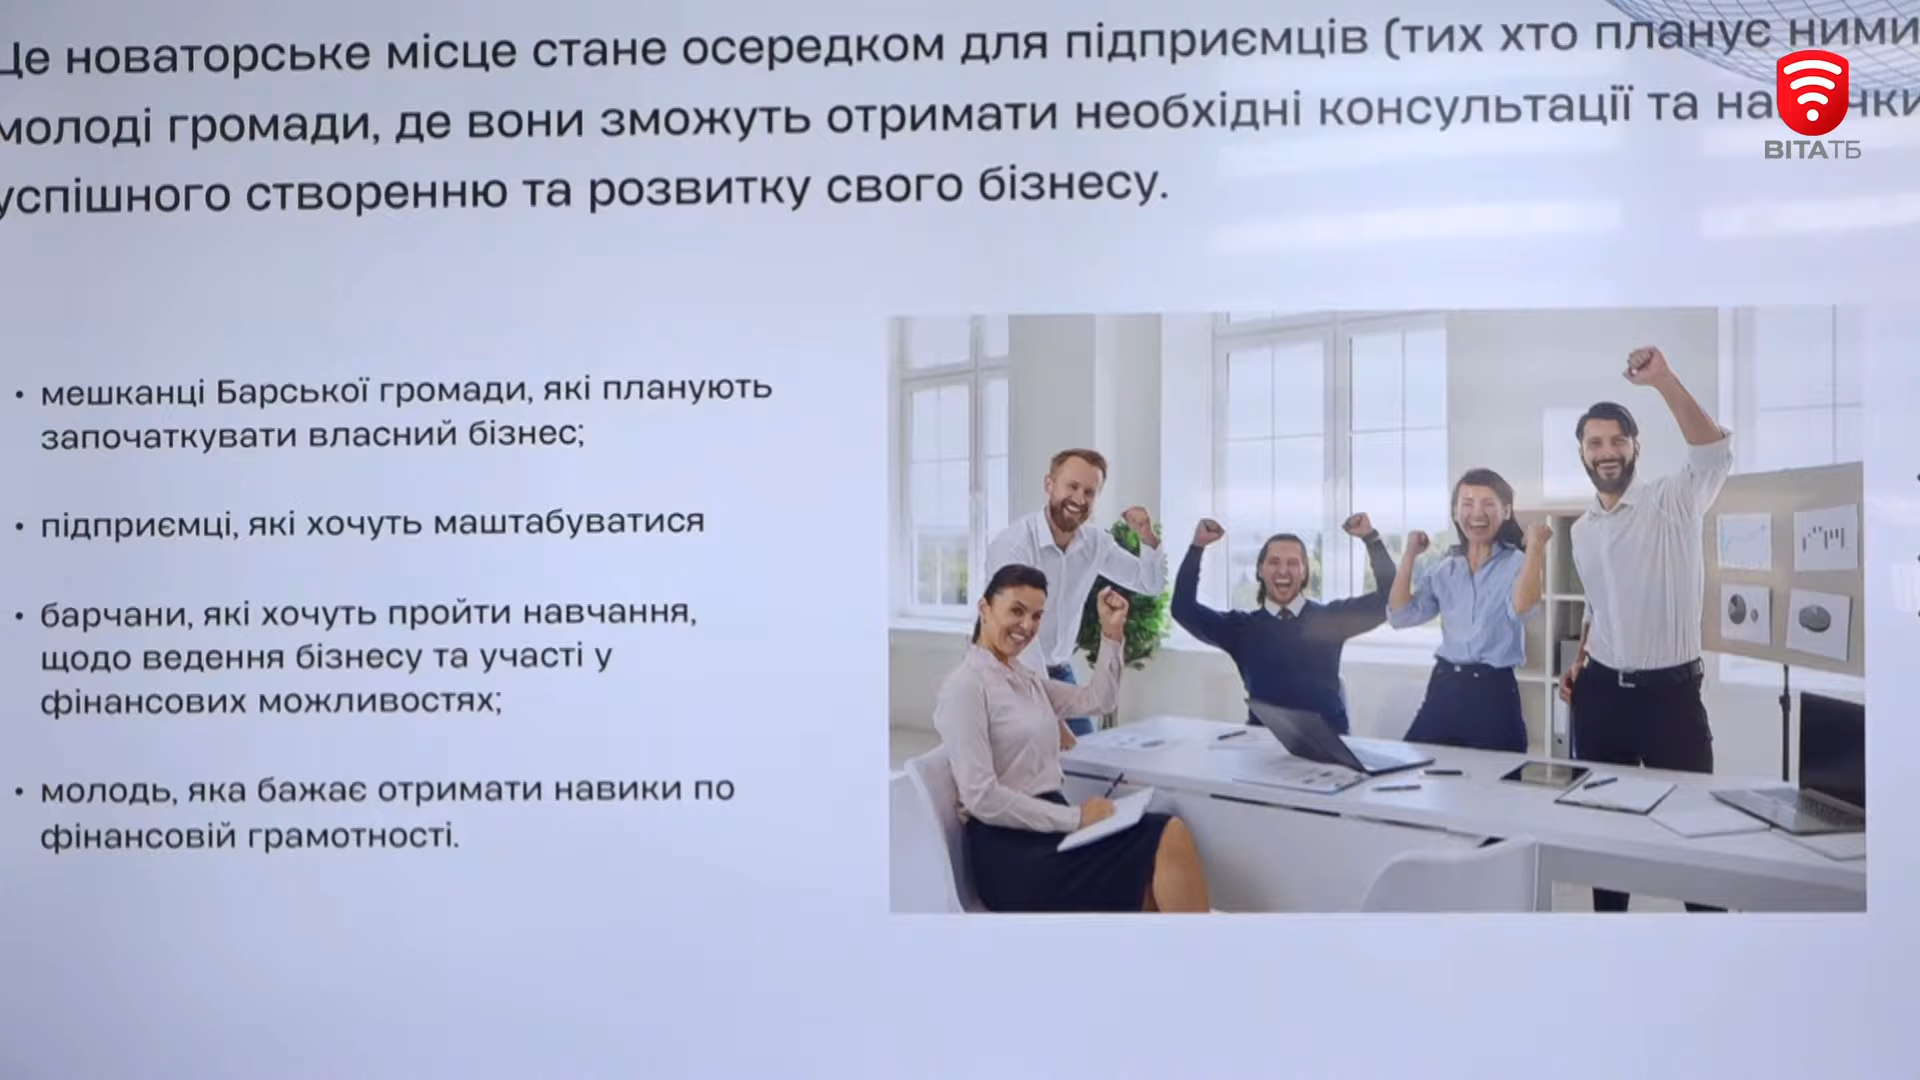 Це новаторське місце стане осередком для підприємців (тих хто планує ними
молоді громади, де вони зможуть отримати необхідні консультації та
успішного створенню та розвитку свого бізнесу.
ВІТАТБ
• мешканці Барської громади, які планують
започаткувати власний бізнес;
• підприємці, які хочуть маштабуватися
• барчани, які хочуть пройти навчання,
щодо ведення бізнесу та участі у
фінансових можливостях;
• молодь, яка бажає отримати навики по
фінансовій грамотності.